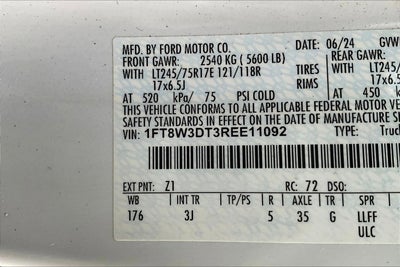 MFD. BY FORD MOTOR CO. DATE: 06/24 GVW
FRONT GAWR: 2540 KG ( 5600 LB) REAR GAWR:
WITH LT245/75R17E 121/118R TIRES WITH LT245
17x6.5J RIMS 17x6.5
AT 520 kPa/ 75 PSI COLD AT 450 k
THIS VEHICLE CONFORMS TO ALL APPLICABLE FEDERAL MOTOR VE
SAFETY STANDARDS IN EFFECT ON THE DATE OF MANUFACTURE S
VIN: 1FT8W3DT3REE11092 TYPE: Truc
EXT PNT: Z1 RC: 72 DSO:
WB INT TR TP/PS R AXLE TR SPR
176 3J 5 35 G LLFF
ULC